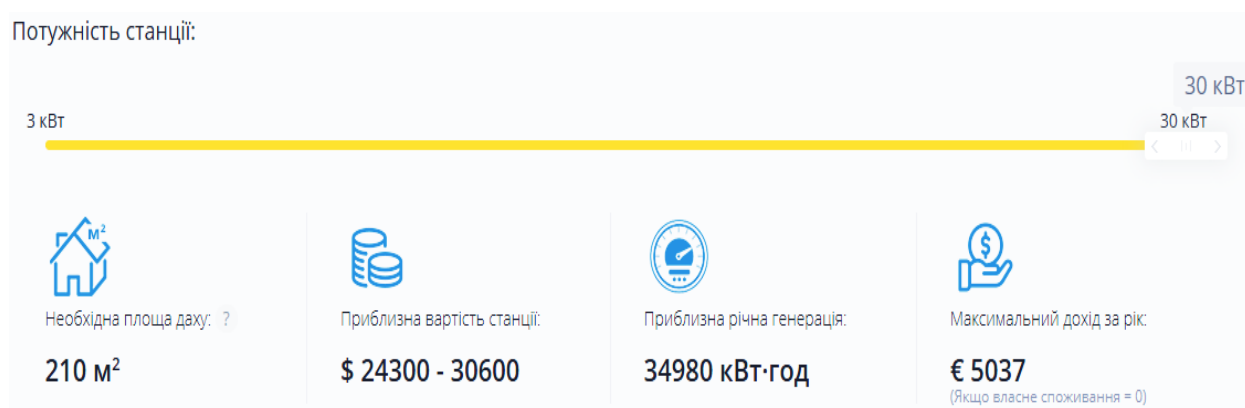 Потужність станції:
30 кВт
3 кВт
30 кВт
М²
$
Необхідна площа даху: ?
Приблизна вартість станції:
Приблизна річна генерація:
Максимальний дохід за рік:
210 м²
$ 24300 - 30600
34980 кВт·год
€ 5037
(Якщо власне споживання = 0)